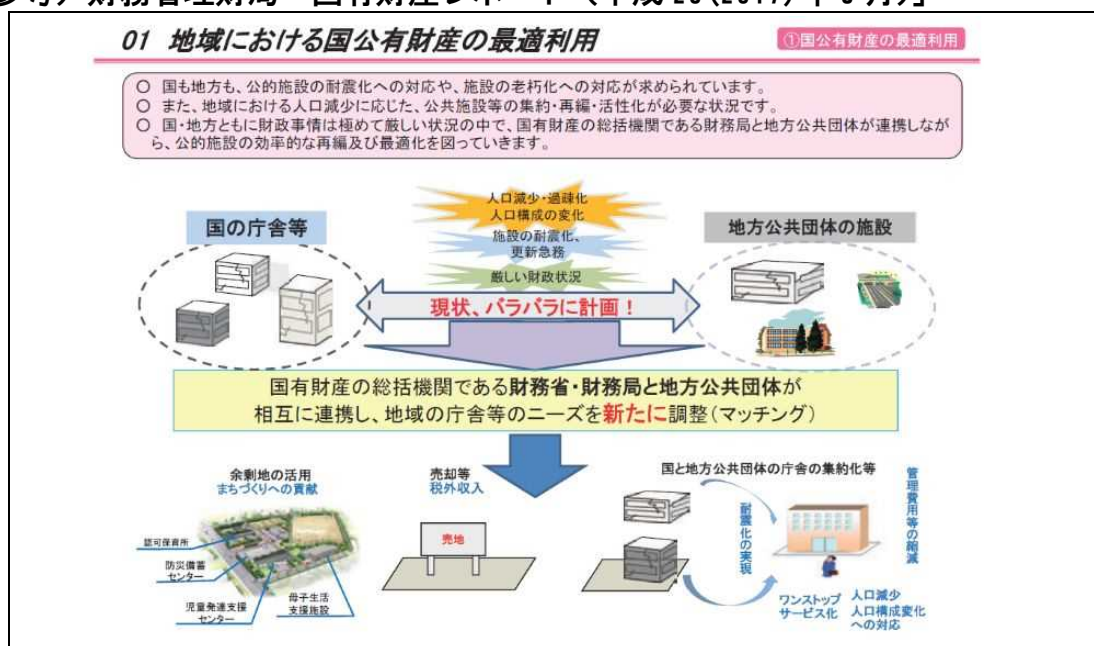 財務省理財局 国有財産レポート
01 地域における国公有財産の最適利用
①国公有財産の最適利用
○ 国も地方も、公的施設の耐震化への対応や、施設の老朽化への対応が求められています。
○ また、地域における人口減少に応じた、公共施設等の集約・再編・活性化が必要な状況です。
○ 国・地方ともに財政事情は極めて厳しい状況の中で、国有財産の総括機関である財務局と地方公共団体が連携しなが
ら、公的施設の効率的な再編及び最適化を図っていきます。
人口減少・過疎化
人口構成の変化
国の庁舎等
施設の耐震化、
更新急務
地方公共団体の施設
厳しい財政状況
現状、バラバラに計画！
国有財産の総括機関である財務省・財務局と地方公共団体が
相互に連携し、地域の庁舎等のニーズを新たに調整（マッチング）
余剰地の活用
まちづくりへの貢献
認可保育所
防災備蓄
センター
児童発達支援
センター
母子生活
支援施設
売却等
税外収入
売地
国と地方公共団体の庁舎の集約化等
耐震化の実現
管理費用等の縮減
ワンストップ
サービス化
人口減少
人口構成変化
への対応